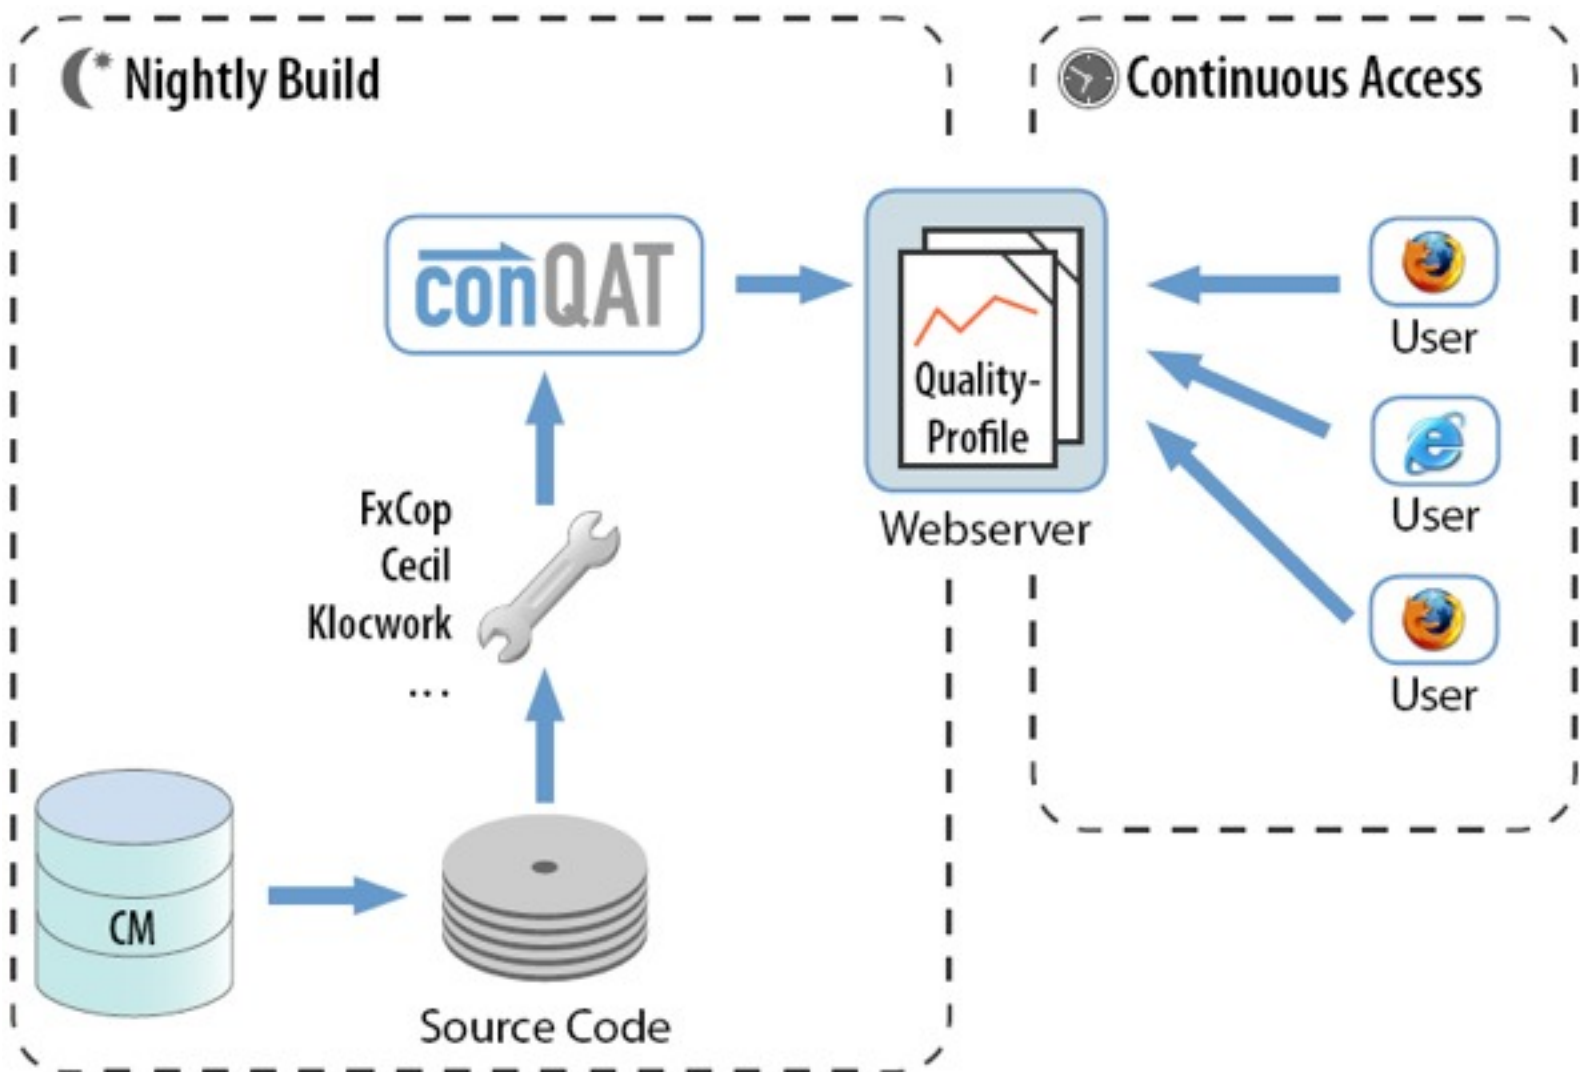 Nightly Build
Continuous Access
conQAT
Quality-
Profile
Webserver
User
User
User
FxCop
Cecil
Klocwork
...
CM
Source Code